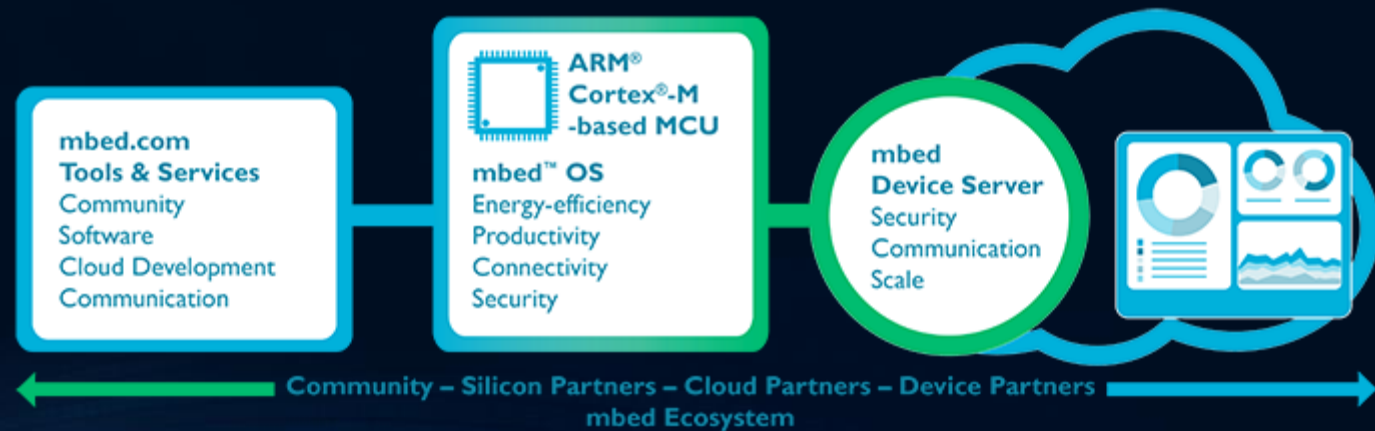 mbed.com
Tools & Services
Community
Software
Cloud Development
Communication
ARM®
Cortex®-M
-based MCU
mbed™ OS
Energy-efficiency
Productivity
Connectivity
Security
mbed
Device Server
Security
Communication
Scale
Community – Silicon Partners – Cloud Partners – Device Partners
mbed Ecosystem